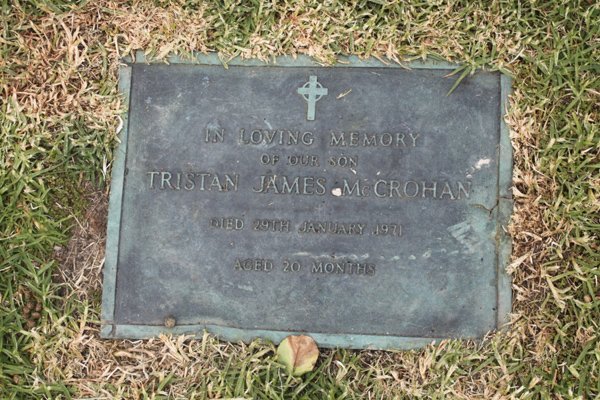 IN LOVING MEMORY
OF OUR SON
TRISTAN JAMES McCROHAN
DIED 29TH JANUARY 1971
AGED 20 MONTHS